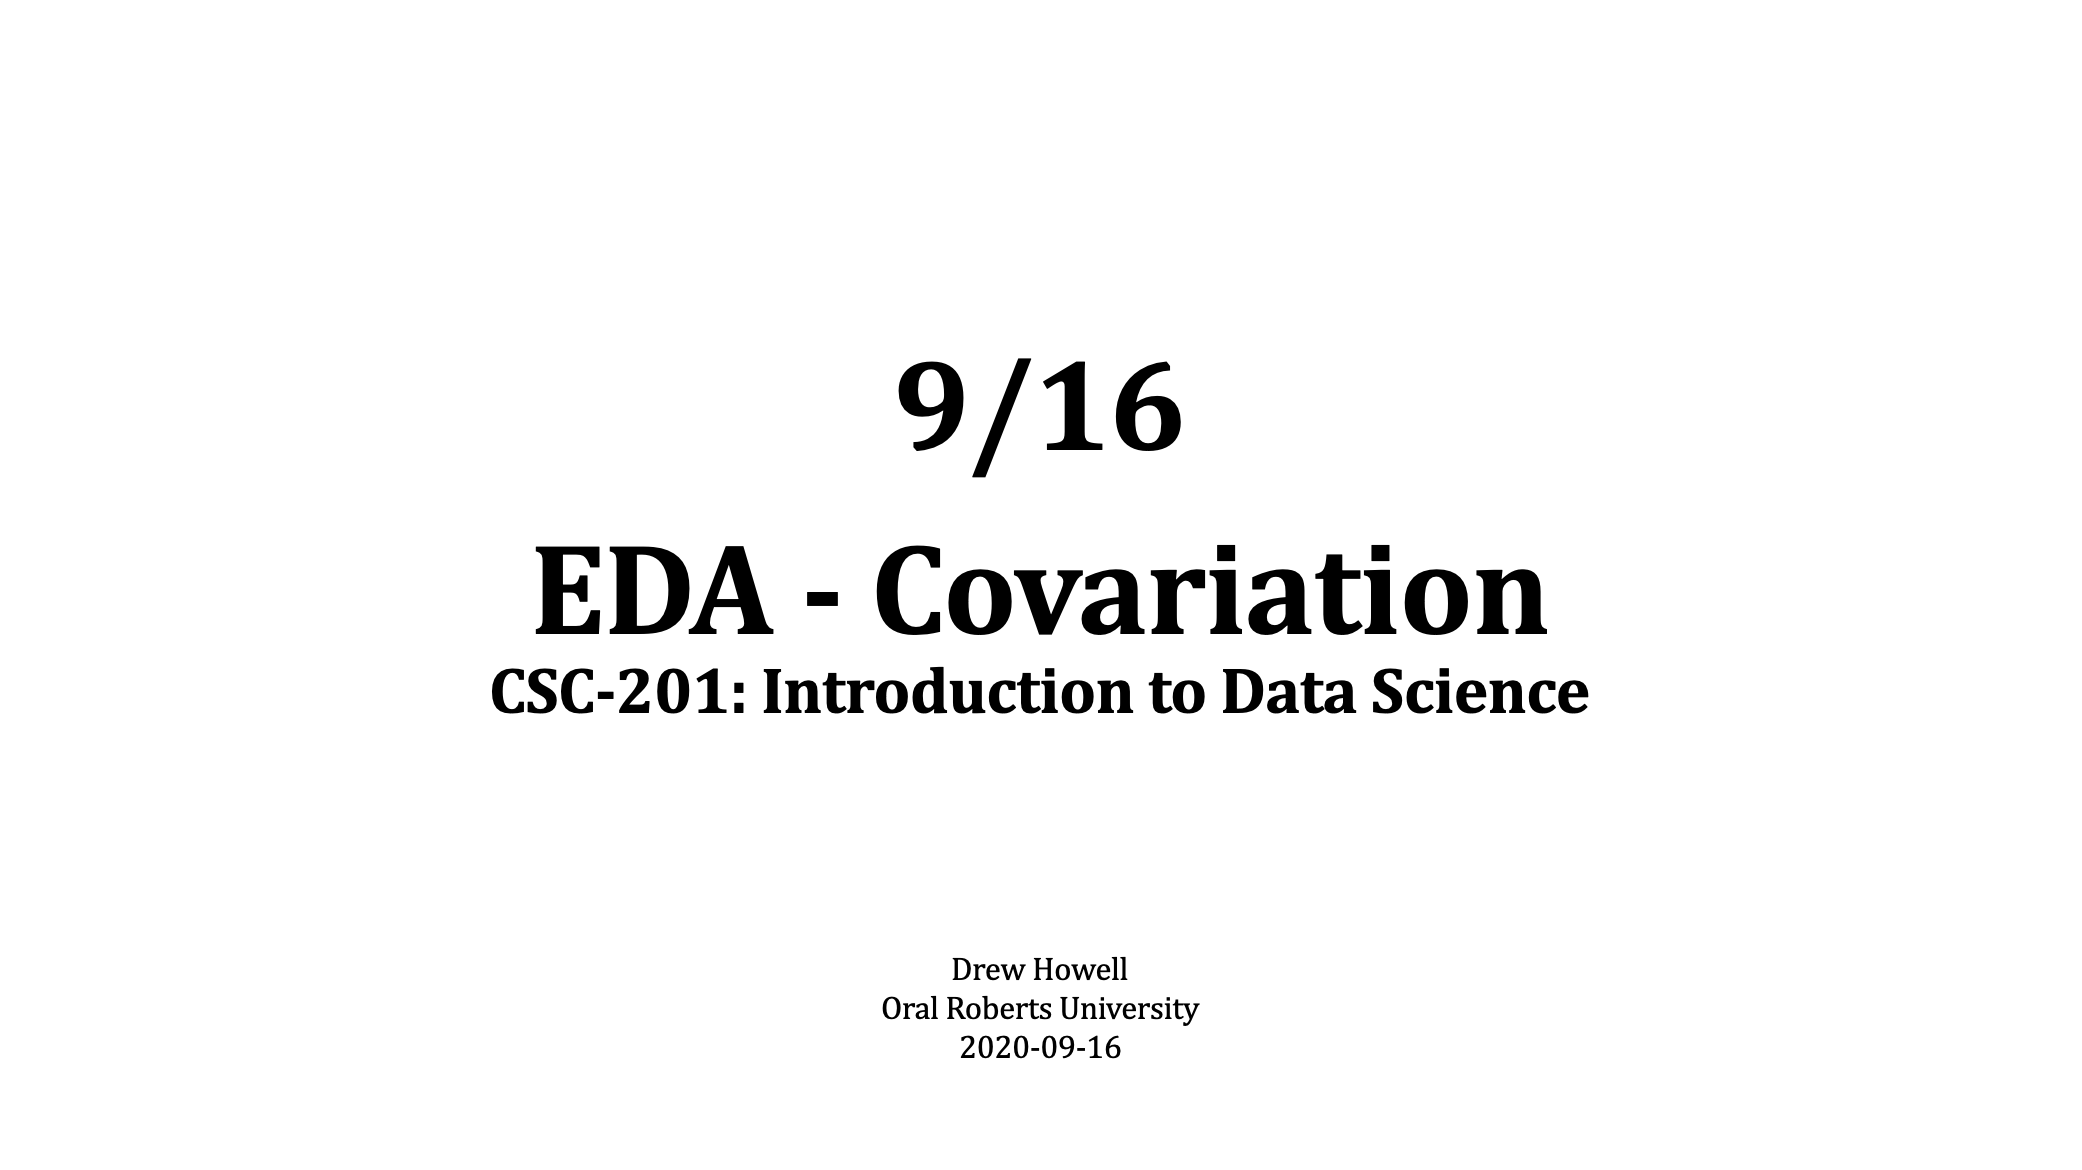 9/16
EDA - Covariation
CSC-201: Introduction to Data Science
Drew Howell
Oral Roberts University
2020-09-16